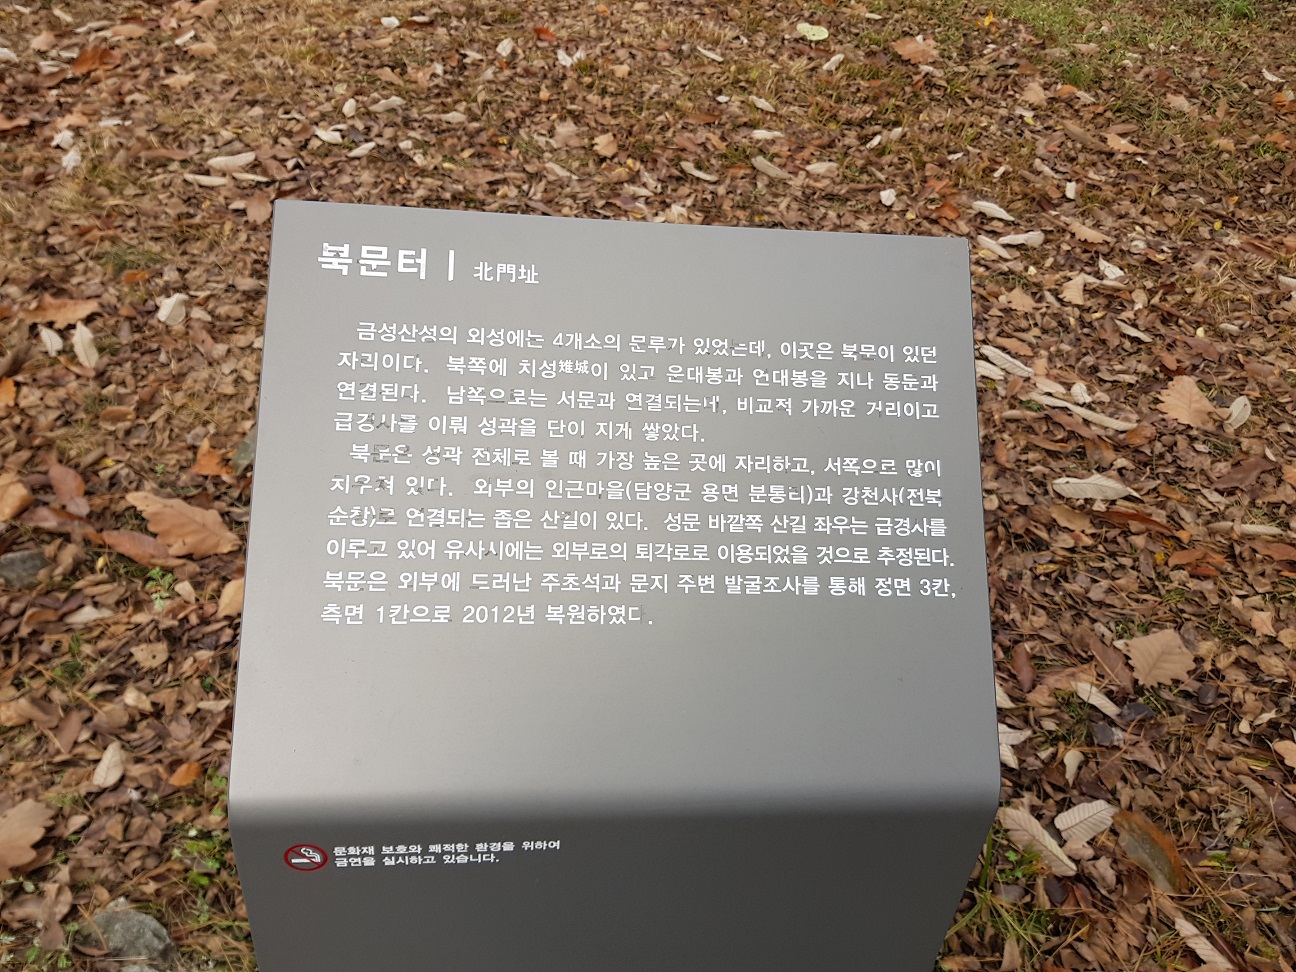 북문터 | 北門址
금성산성의 외성에는 4개소의 문루가 있었는데, 이곳은 북문이 있던
자리이다. 북쪽에 치성雉城이 있고 운대봉과 연대봉을 지나 동문과
연결된다. 남쪽으로는 서문과 연결되는데, 비교적 가까운 거리이고
급경사를 이뤄 성곽을 단이 지게 쌓았다.
북문은 성곽 전체로 볼 때 가장 높은 곳에 자리하고, 서쪽으로 많이
치우쳐 있다. 외부의 인근마을(담양군 용면 분통리)과 강천사(전북
순창)로 연결되는 좁은 산길이 있다. 성문 바깥쪽 산길 좌우는 급경사를
이루고 있어 유사시에는 외부로의 퇴각로로 이용되었을 것으로 추정된다.
북문은 외부에 드러난 주초석과 문지 주변 발굴조사를 통해 정면 3칸,
측면 1칸으로 2012년 복원하였다.
문화재 보호와 쾌적한 환경을 위하여
금연을 실시하고 있습니다.